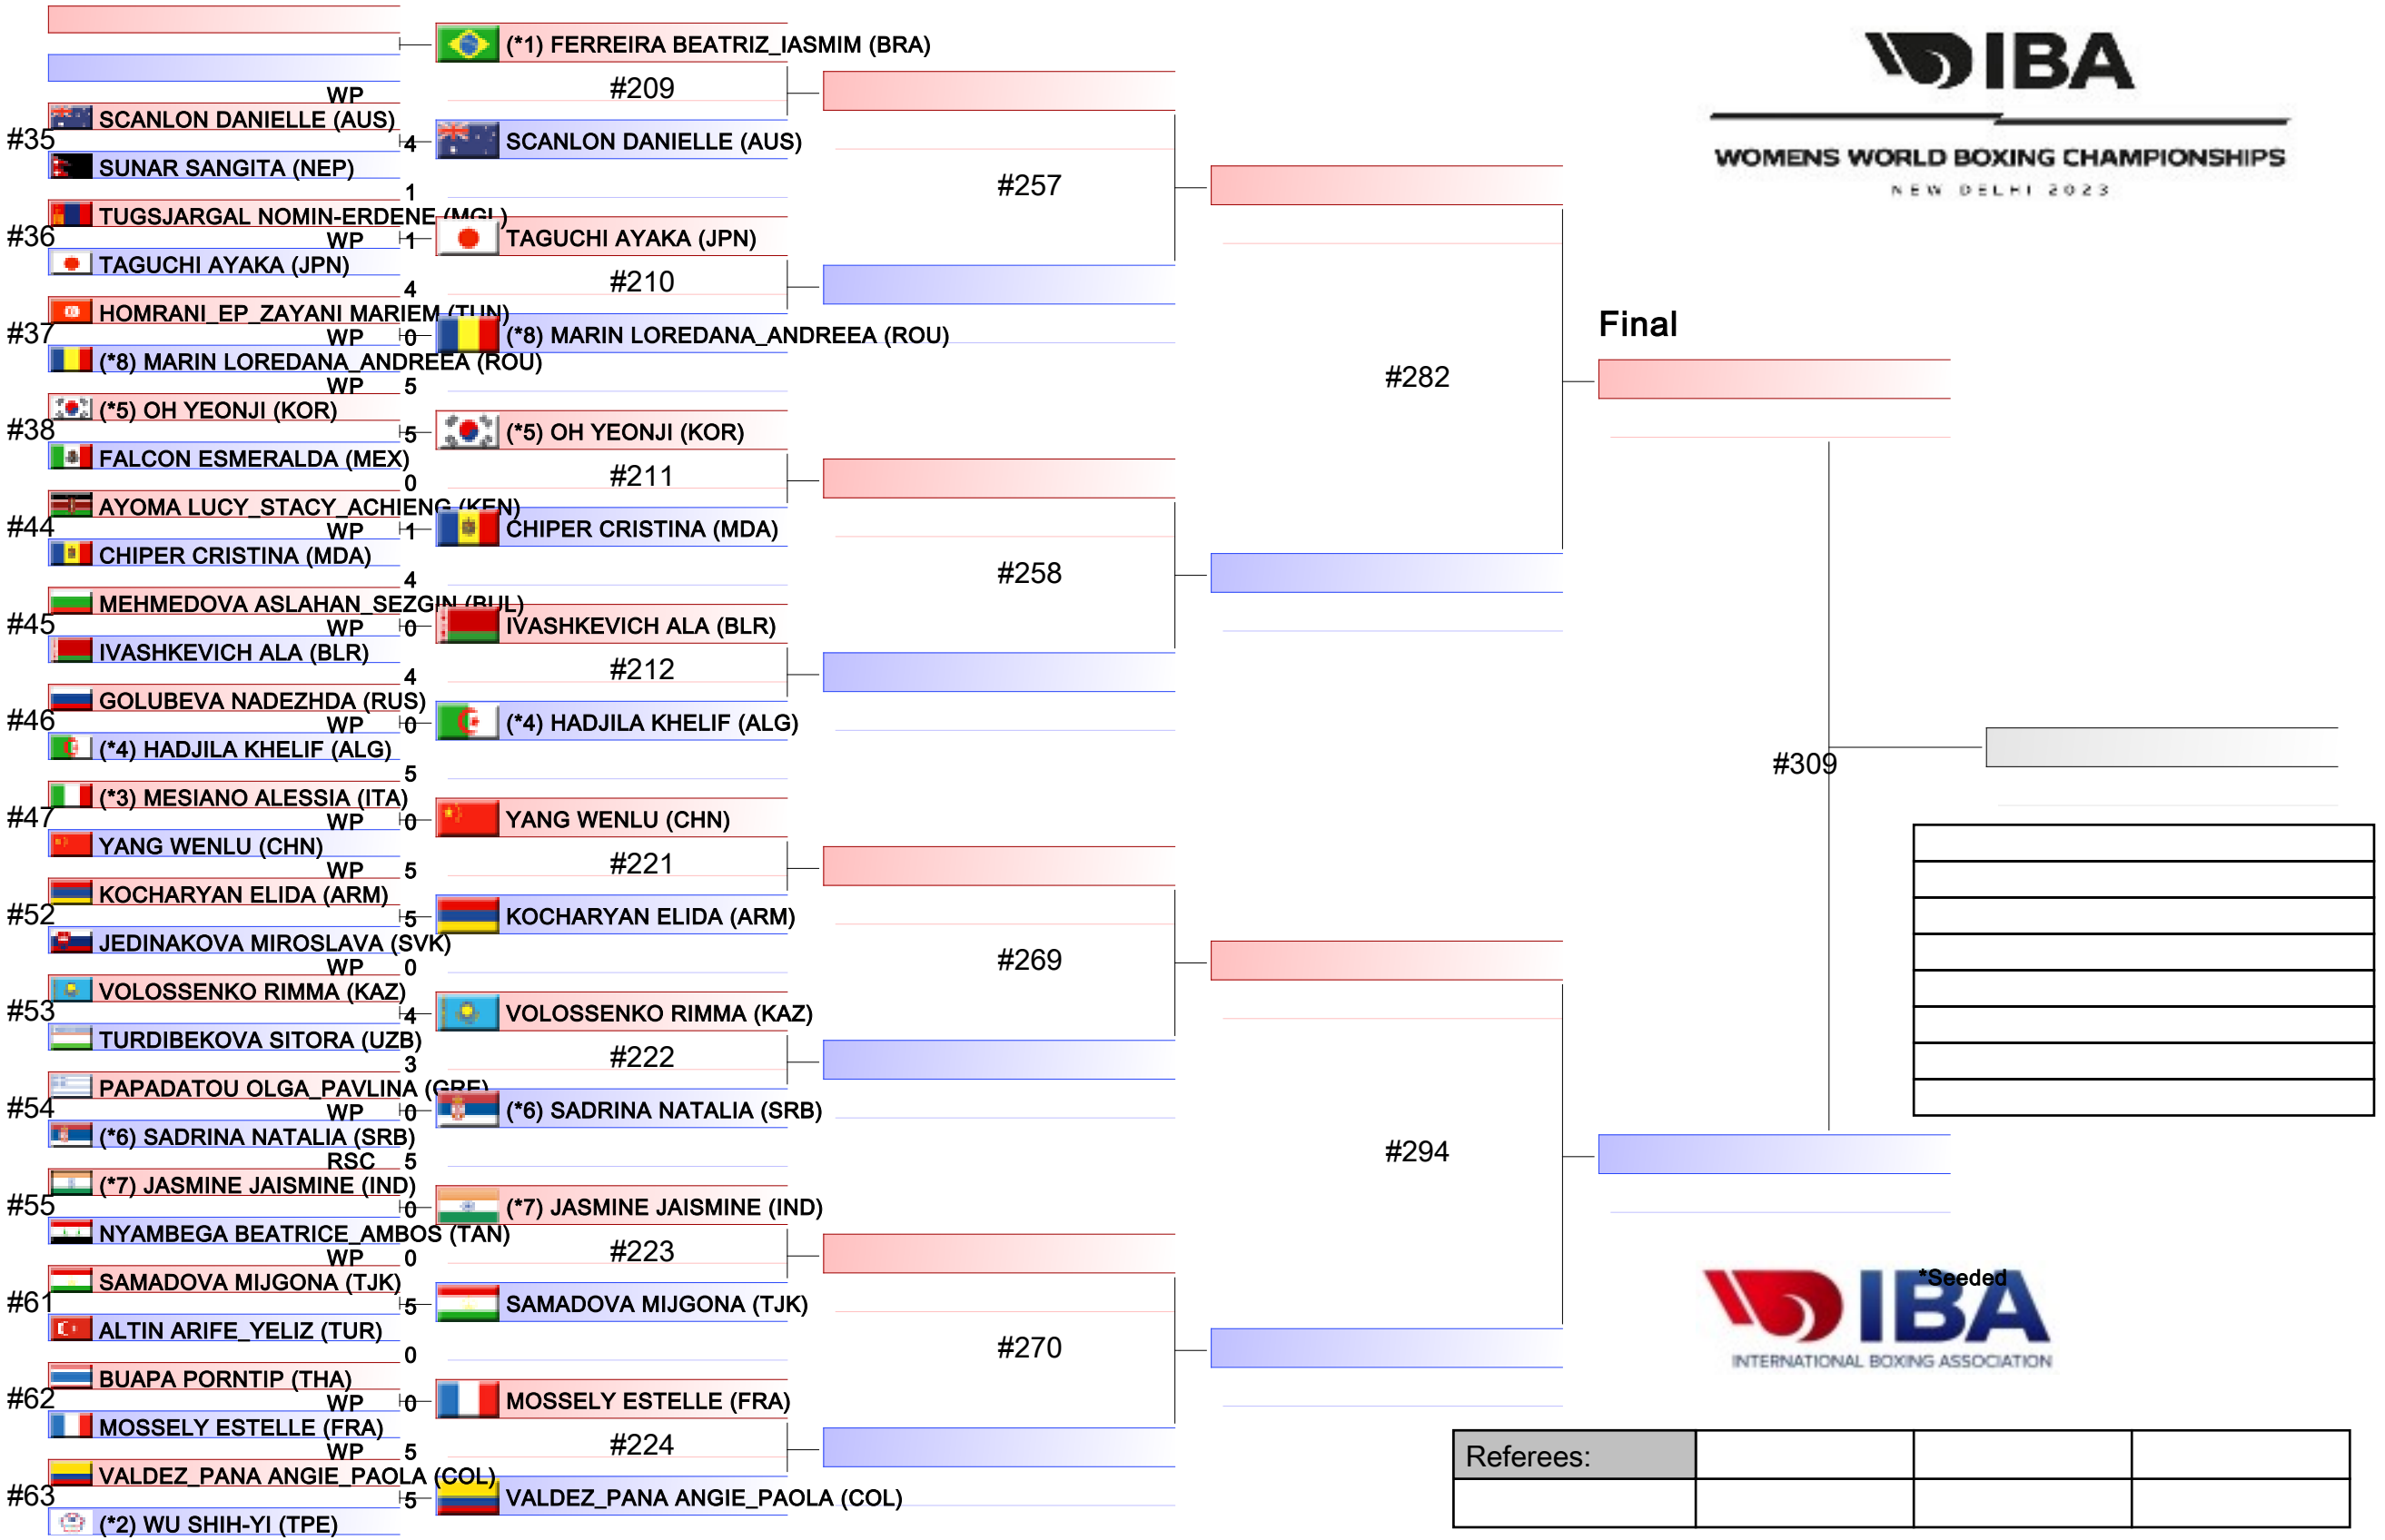 (*1) FERREIRA BEATRIZ_IASMIM (BRA)
WP
SCANLON DANIELLE (AUS)
#35
4
SUNAR SANGITA (NEP)
1
#209
SCANLON DANIELLE (AUS)
TUGSJARGAL NOMIN-ERDENE (MGL)
#36
WP
1
TAGUCHI AYAKA (JPN)
4
TAGUCHI AYAKA (JPN)
#257
HOMRANI_EP_ZAYANI MARIEM (TUN)
#37
WP
0
(*8) MARIN LOREDANA_ANDREEA (ROU)
5
#210
(*8) MARIN LOREDANA_ANDREEA (ROU)
WP
(*5) OH YEONJI (KOR)
#38
5
FALCON ESMERALDA (MEX)
0
(*5) OH YEONJI (KOR)
#282
#211
AYOMA LUCY_STACY_ACHIENG (KEN)
#44
WP
1
CHIPER CRISTINA (MDA)
4
CHIPER CRISTINA (MDA)
#258
MEHMEDOVA ASLAHAN_SEZGIN (BUL)
#45
WP
0
IVASHKEVICH ALA (BLR)
4
IVASHKEVICH ALA (BLR)
#212
GOLUBEVA NADEZHDA (RUS)
#46
WP
0
(*4) HADJILA KHELIF (ALG)
5
(*4) HADJILA KHELIF (ALG)
(*3) MESIANO ALESSIA (ITA)
#47
WP
0
YANG WENLU (CHN)
5
YANG WENLU (CHN)
#221
WP
KOCHARYAN ELIDA (ARM)
#52
5
JEDINAKOVA MIROSLAVA (SVK)
0
KOCHARYAN ELIDA (ARM)
#269
WP
VOLOSSENKO RIMMA (KAZ)
#53
4
TURDIBEKOVA SITORA (UZB)
3
VOLOSSENKO RIMMA (KAZ)
#222
PAPADATOU OLGA_PAVLINA (GRE)
#54
WP
0
(*6) SADRINA NATALIA (SRB)
5
(*6) SADRINA NATALIA (SRB)
#294
RSC
(*7) JASMINE JAISMINE (IND)
#55
0
NYAMBEGA BEATRICE_AMBOS (TAN)
0
(*7) JASMINE JAISMINE (IND)
#223
WP
SAMADOVA MIJGONA (TJK)
#61
5
ALTIN ARIFE_YELIZ (TUR)
0
SAMADOVA MIJGONA (TJK)
#270
BUAPA PORNTIP (THA)
#62
WP
0
MOSSELY ESTELLE (FRA)
5
MOSSELY ESTELLE (FRA)
#224
WP
VALDEZ_PANA ANGIE_PAOLA (COL)
#63
5
(*2) WU SHIH-YI (TPE)
VALDEZ_PANA ANGIE_PAOLA (COL)
IBA
WOMENS WORLD BOXING CHAMPIONSHIPS
NEW DELHI 2023
Final
#309
*Seeded
IBA
INTERNATIONAL BOXING ASSOCIATION
Referees: